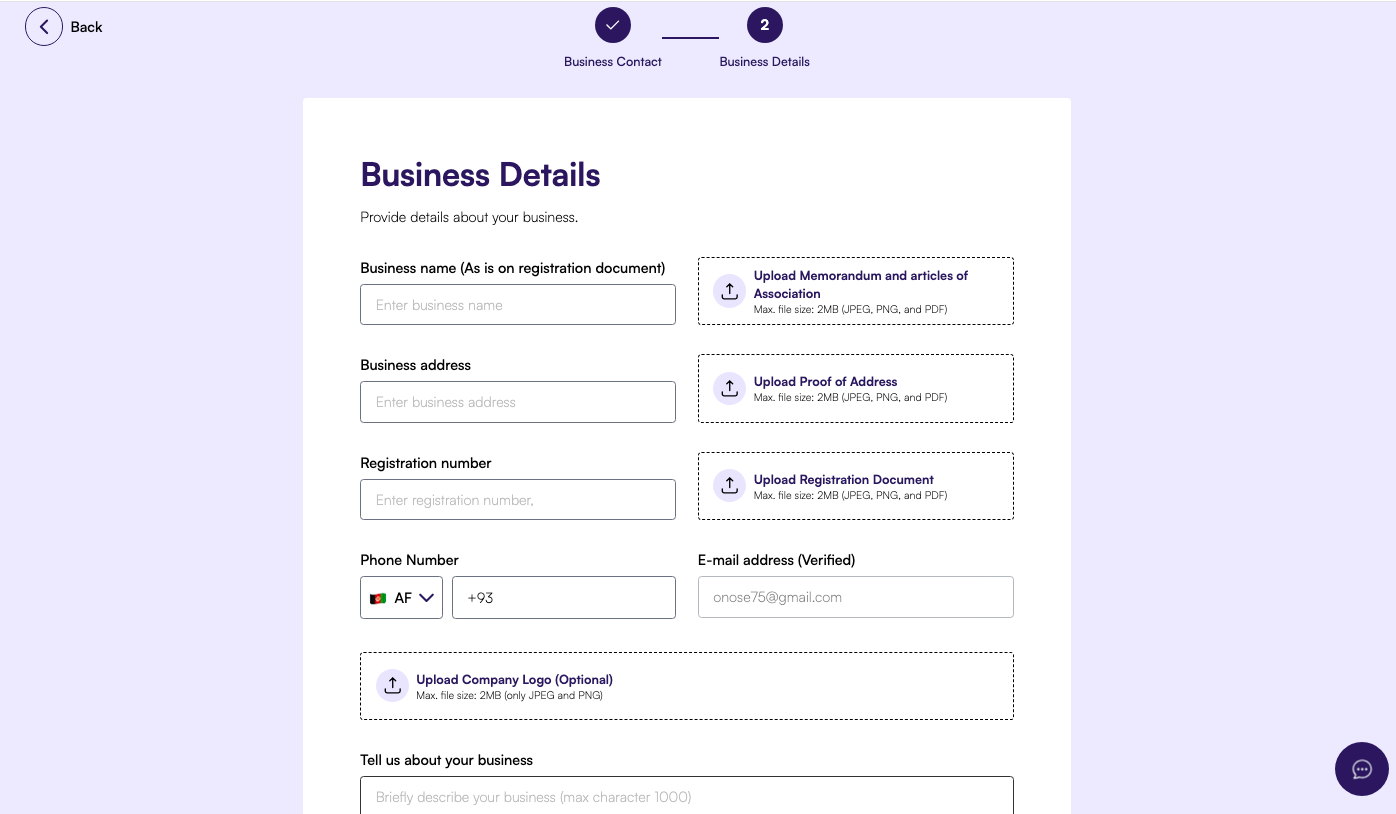 Back
2
Business Contact
Business Details
Business Details
Provide details about your business.
Business name (As is on registration document)
Enter business name
Upload Memorandum and articles of
Association
Max. file size: 2MB (JPEG, PNG, and PDF)
Business address
Enter business address
Upload Proof of Address
Max. file size: 2MB (JPEG, PNG, and PDF)
Registration number
Enter registration number,
Upload Registration Document
Max. file size: 2MB (JPEG, PNG, and PDF)
Phone Number
AF
+93
E-mail address (Verified)
onose75@gmail.com
Upload Company Logo (Optional)
Max. file size: 2MB (only JPEG and PNG)
Tell us about your business
Briefly describe your business (max character 1000)